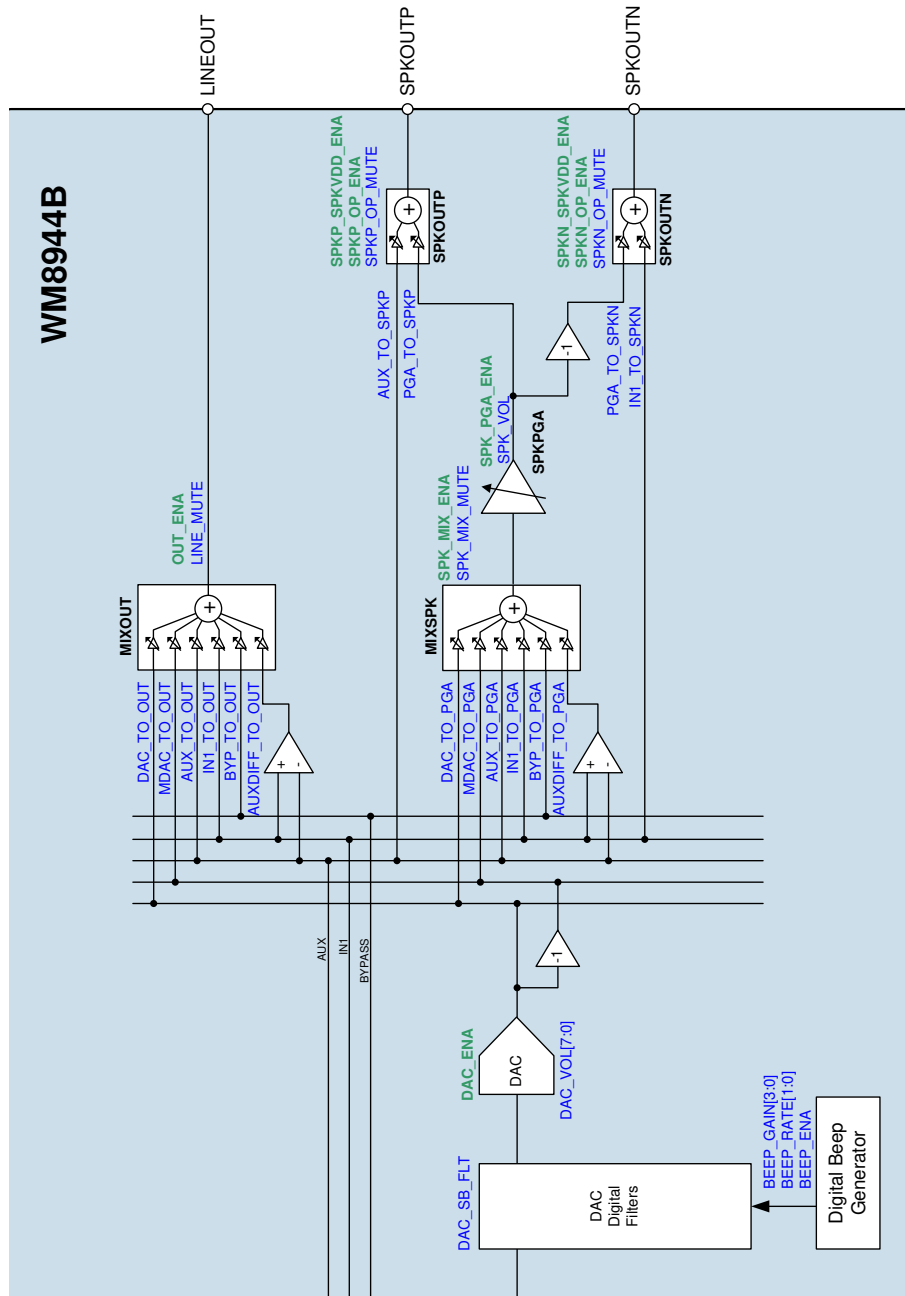 WM8944B
LINEOUT
SPKOUTP
SPKOUTN
OUT_ENA
LINE_MUTE
MIXOUT
DAC_TO_OUT
MDAC_TO_OUT
AUX_TO_OUT
IN1_TO_OUT
BYP_TO_OUT
AUXDIFF_TO_OUT
+
+
-
SPKP_SPKVDD_ENA
SPKP_OP_ENA
SPKP_OP_MUTE
+
SPKOUTP
AUX_TO_SPKP
PGA_TO_SPKP
SPKN_SPKVDD_ENA
SPKN_OP_ENA
SPKN_OP_MUTE
+
SPKOUTN
PGA_TO_SPKN
IN1_TO_SPKN
-1
SPK_PGA_ENA
SPK_VOL
SPKPGA
SPK_MIX_ENA
SPK_MIX_MUTE
MIXSPK
+
DAC_TO_PGA
MDAC_TO_PGA
AUX_TO_PGA
IN1_TO_PGA
BYP_TO_PGA
AUXDIFF_TO_PGA
+
-
AUX
IN1
BYPASS
-1
DAC_ENA
DAC
DAC_VOL[7:0]
DAC_SB_FLT
DAC
Digital
Filters
BEEP_GAIN[3:0]
BEEP_RATE[1:0]
BEEP_ENA
Digital Beep
Generator